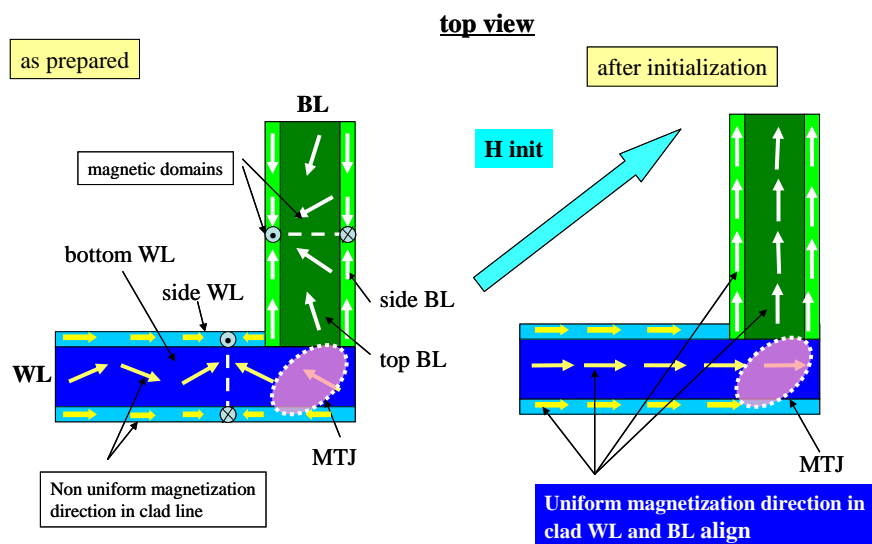 top view
as prepared
after initialization
BL
H init
magnetic domains
bottom WL
side WL
side BL
top BL
WL
MTJ
MTJ
Non uniform magnetization
direction in clad line
Uniform magnetization direction in
clad WL and BL align